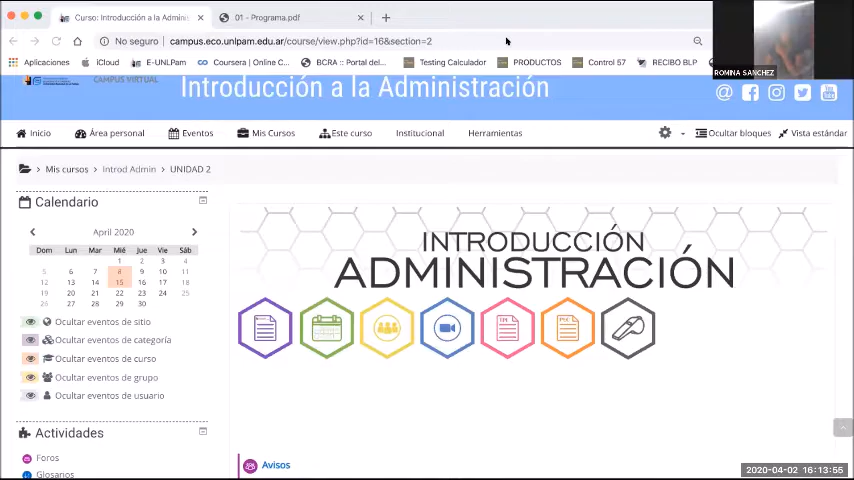 Curso: Introducción a la Adminis
01 - Programa.pdf
No seguro
campus.eco.unlpam.edu.ar/course/view.php?id=16&section=2
Aplicaciones
iCloud
E-UNLPam
Coursera | Online C...
BCRA :: Portal del...
Testing Calculador
PRODUCTOS
Control 57
RECIBO BLP
ROMINA SANCHEZ
CAMPUS VIRTUAL
Introducción a la Administración
Inicio
Área personal
Eventos
Mis Cursos
Este curso
Institucional
Herramientas
Ocultar bloques
Vista estándar
Mis cursos
Introd Admin
UNIDAD 2
Calendario
April 2020
Dom Lun Mar Mié Jue Vie Sáb
1 2 3 4
5 6 7 8 9 10 11
12 13 14 15 16 17 18
19 20 21 22 23 24 25
26 27 28 29 30
Ocultar eventos de sitio
Ocultar eventos de categoría
Ocultar eventos de curso
Ocultar eventos de grupo
Ocultar eventos de usuario
Actividades
Foros
Glosarios
INTRODUCCIÓN
ADMINISTRACIÓN
Avisos
2020-04-02 16:13:55